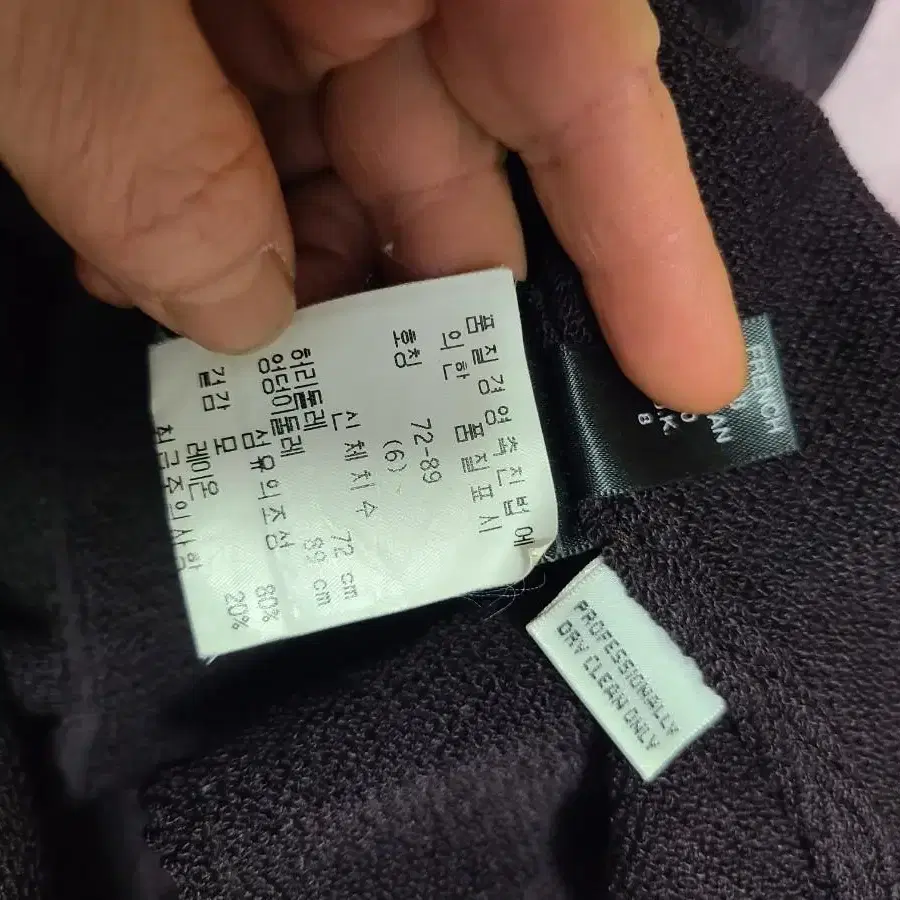 품질경영촉진법에
의한 품질표시
호칭 72-89
(6)
신체치수
허리둘레 72 cm
엉덩이둘레 89 cm
섬유의조성
겉감 모 80%
레이온 20%
취급주의사항
FRENCH
8
PROFESSIONALLY
DRY CLEAN ONLY